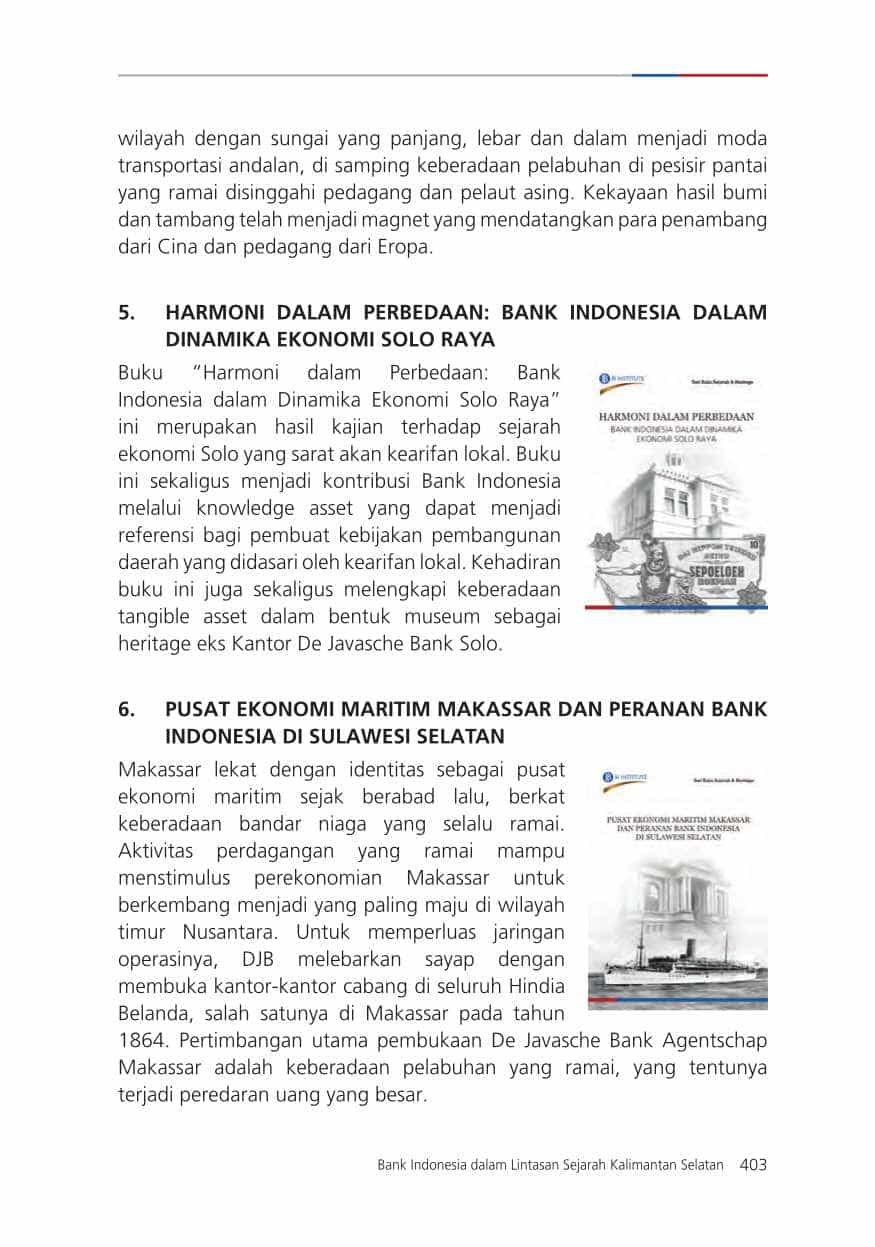 wilayah dengan sungai yang panjang, lebar dan dalam menjadi moda
transportasi andalan, di samping keberadaan pelabuhan di pesisir pantai
yang ramai disinggahi pedagang dan pelaut asing. Kekayaan hasil bumi
dan tambang telah menjadi magnet yang mendatangkan para penambang
dari Cina dan pedagang dari Eropa.
5. HARMONI DALAM PERBEDAAN: BANK INDONESIA DALAM
DINAMIKA EKONOMI SOLO RAYA
Buku “Harmoni dalam Perbedaan: Bank
Indonesia dalam Dinamika Ekonomi Solo Raya”
ini merupakan hasil kajian terhadap sejarah
ekonomi Solo yang sarat akan kearifan lokal. Buku
ini sekaligus menjadi kontribusi Bank Indonesia
melalui knowledge asset yang dapat menjadi
referensi bagi pembuat kebijakan pembangunan
daerah yang didasari oleh kearifan lokal. Kehadiran
buku ini juga sekaligus melengkapi keberadaan
tangible asset dalam bentuk museum sebagai
heritage eks Kantor De Javasche Bank Solo.
BI INSTITUTE
Seri Buku Sejarah & Heritage
HARMONI DALAM PERBEDAAN
BANK INDONESIA DALAM DINAMIKA
EKONOMI SOLO RAYA
10
DAI NIPPON
SEPOELOEH
ROEPIAH
6. PUSAT EKONOMI MARITIM MAKASSAR DAN PERANAN BANK
INDONESIA DI SULAWESI SELATAN
Makassar lekat dengan identitas sebagai pusat
ekonomi maritim sejak berabad lalu, berkat
keberadaan bandar niaga yang selalu ramai.
Aktivitas perdagangan yang ramai mampu
menstimulus perekonomian Makassar untuk
berkembang menjadi yang paling maju di wilayah
timur Nusantara. Untuk memperluas jaringan
operasinya, DJB melebarkan sayap dengan
membuka kantor-kantor cabang di seluruh Hindia
Belanda, salah satunya di Makassar pada tahun
1864. Pertimbangan utama pembukaan De Javasche Bank Agentschap
Makassar adalah keberadaan pelabuhan yang ramai, yang tentunya
terjadi peredaran uang yang besar.
BI INSTITUTE
Seri Buku Sejarah & Heritage
PUSAT EKONOMI MARITIM MAKASSAR
DAN PERANAN BANK INDONESIA
DI SULAWESI SELATAN
Bank Indonesia dalam Lintasan Sejarah Kalimantan Selatan 403